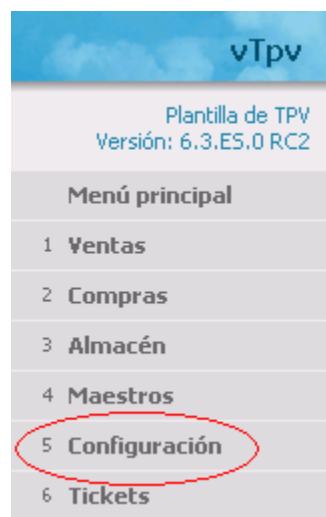 vTpv
Plantilla de TPV
Versión: 6.3.E5.0 RC2
Menú principal
1 Ventas
2 Compras
3 Almacén
4 Maestros
5 Configuración
6 Tickets